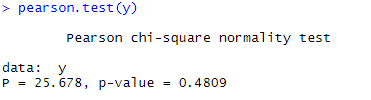 > pearson.test(y)
Pearson chi-square normality test
data:  y
P = 25.678, p-value = 0.4809